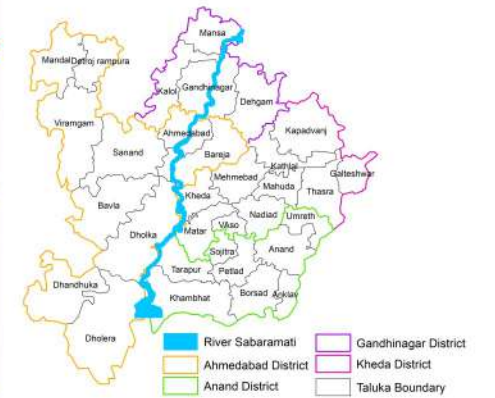 Mansa
Mandal
Detroj rampura
Kalol
Gandhinagar
Dehgam
Viramgam
Ahmedabad
Kapadvanj
Sanand
Bareja
Kathlal
Galteshwar
Mehmebad
Mahuda
Thasra
Bavla
Kheda
Nadiad
Umreth
Dholka
Matar
VAso
Sojitra
Anand
Tarapur
Petlad
Dhandhuka
Khambhat
Borsad
Anklav
Dholera
River Sabaramati
Gandhinagar District
Ahmedabad District
Kheda District
Anand District
Taluka Boundary